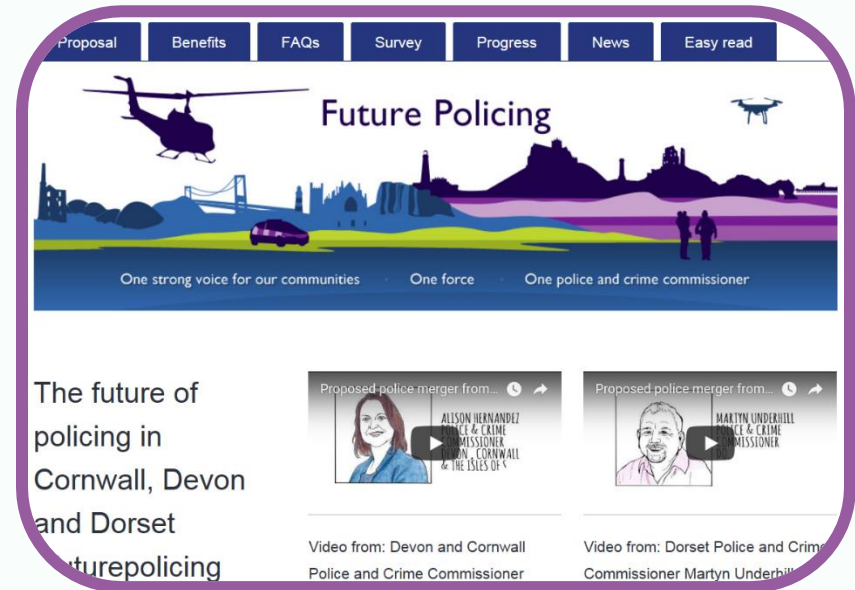 Proposal
Benefits
FAQs
Survey
Progress
News
Easy read
Future Policing
One strong voice for our communities · One force · One police and crime commissioner
The future of
policing in
Cornwall, Devon
and Dorset
Proposed police merger from...
ALISON HERNANDEZ
POLICE & CRIME
COMMISSIONER
DEVON, CORNWALL
& THE ISLES OF
Video from: Devon and Cornwall
Police and Crime Commissioner
Proposed police merger from...
MARTYN UNDERHILL
POLICE & CRIME
COMMISSIONER
DO
Video from: Dorset Police and Crime
Commissioner Martyn Underhill